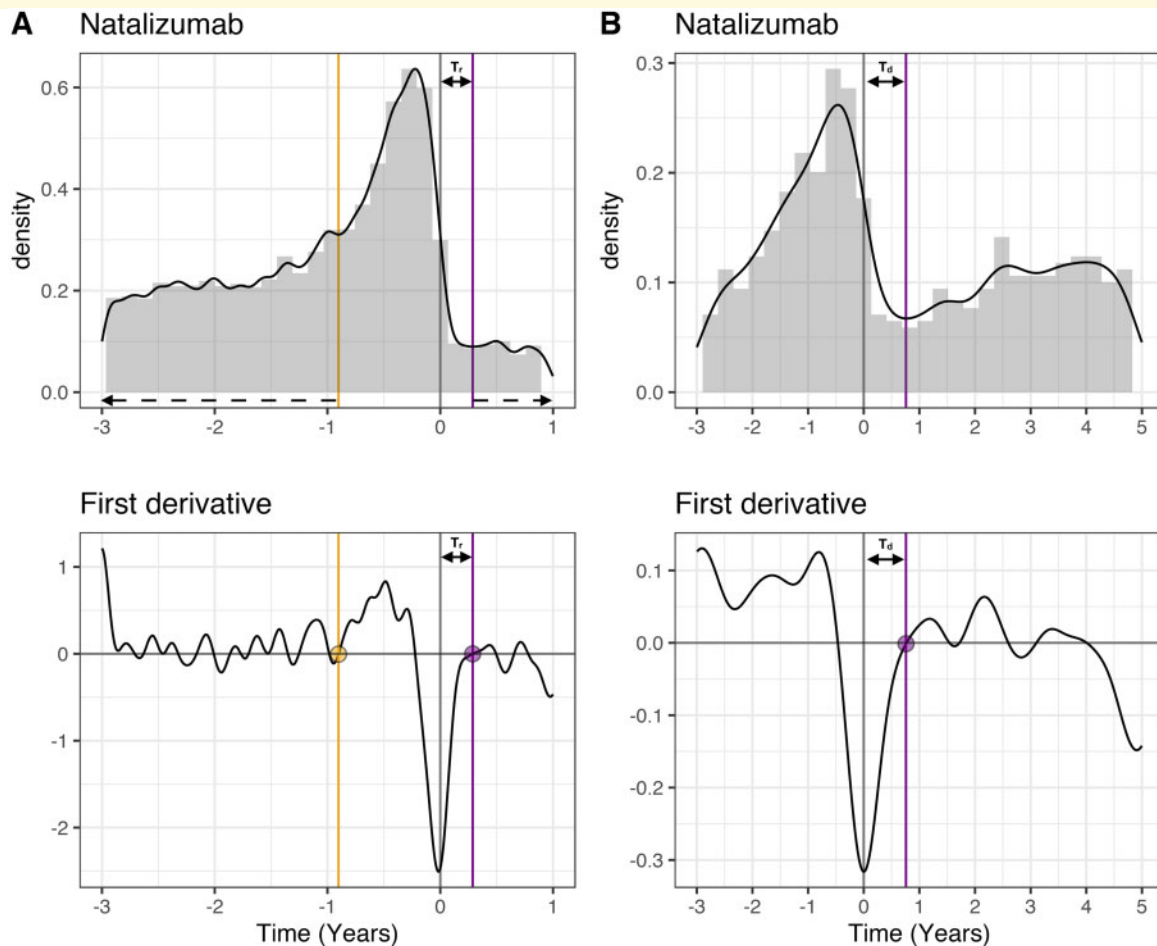 A Natalizumab
Tr
0.6
0.4
0.2
0.0
density
-3 -2 -1 0 1
First derivative
Tr
1
0
-1
-2
-3 -2 -1 0 1
Time (Years)
B Natalizumab
Td
0.3
0.2
0.1
0.0
density
-3 -2 -1 0 1 2 3 4 5
First derivative
Td
0.1
0.0
-0.1
-0.2
-0.3
-3 -2 -1 0 1 2 3 4 5
Time (Years)